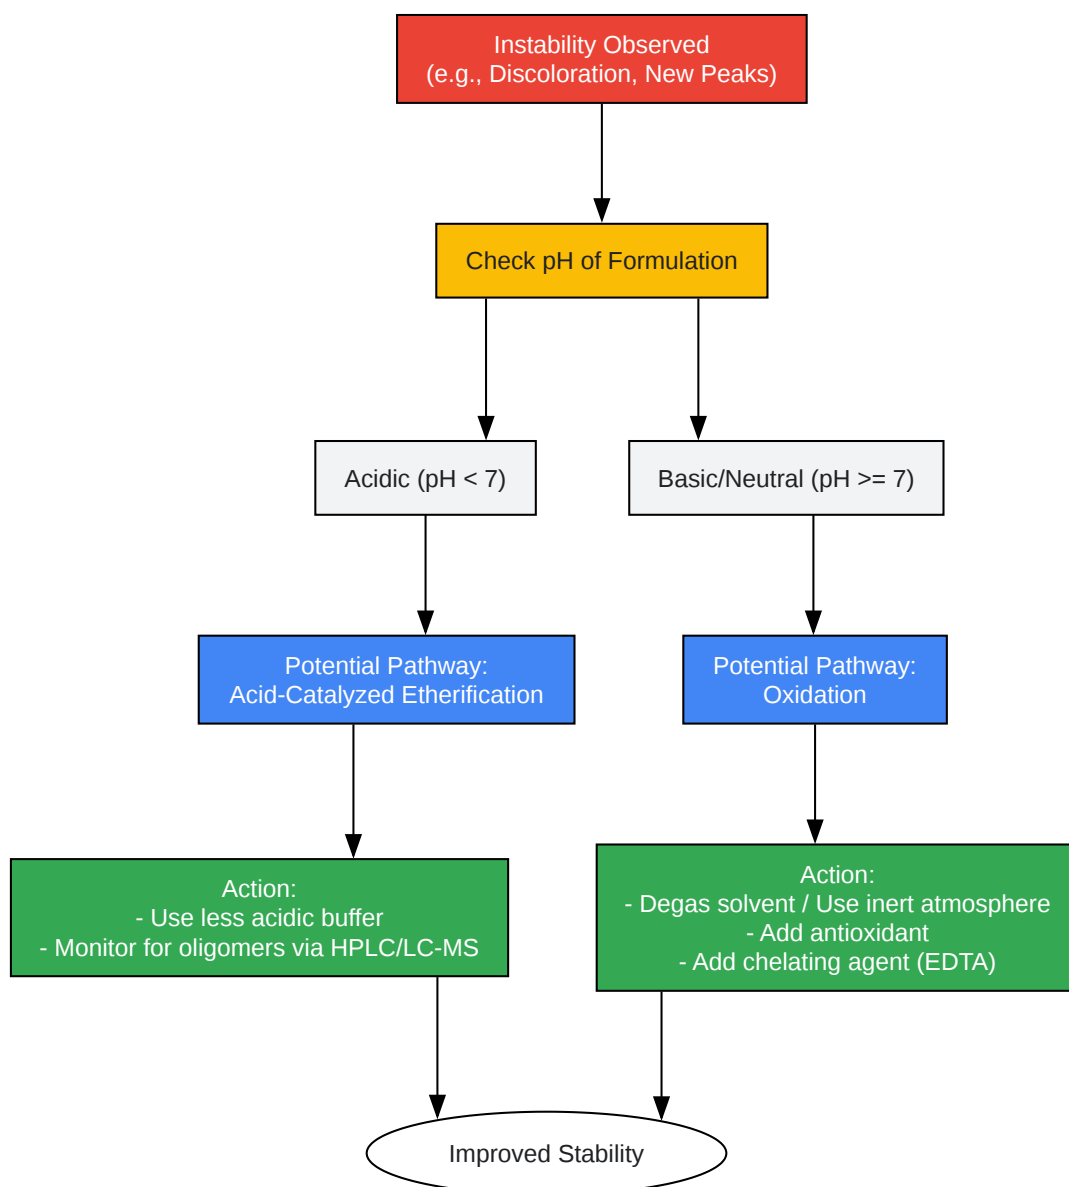 Instability Observed
(e.g., Discoloration, New Peaks)
Check pH of Formulation
Acidic (pH < 7)
Basic/Neutral (pH >= 7)
Potential Pathway:
Acid-Catalyzed Etherification
Potential Pathway:
Oxidation
Action:
- Use less acidic buffer
- Monitor for oligomers via HPLC/LC-MS
Action:
- Degas solvent / Use inert atmosphere
- Add antioxidant
- Add chelating agent (EDTA)
Improved Stability